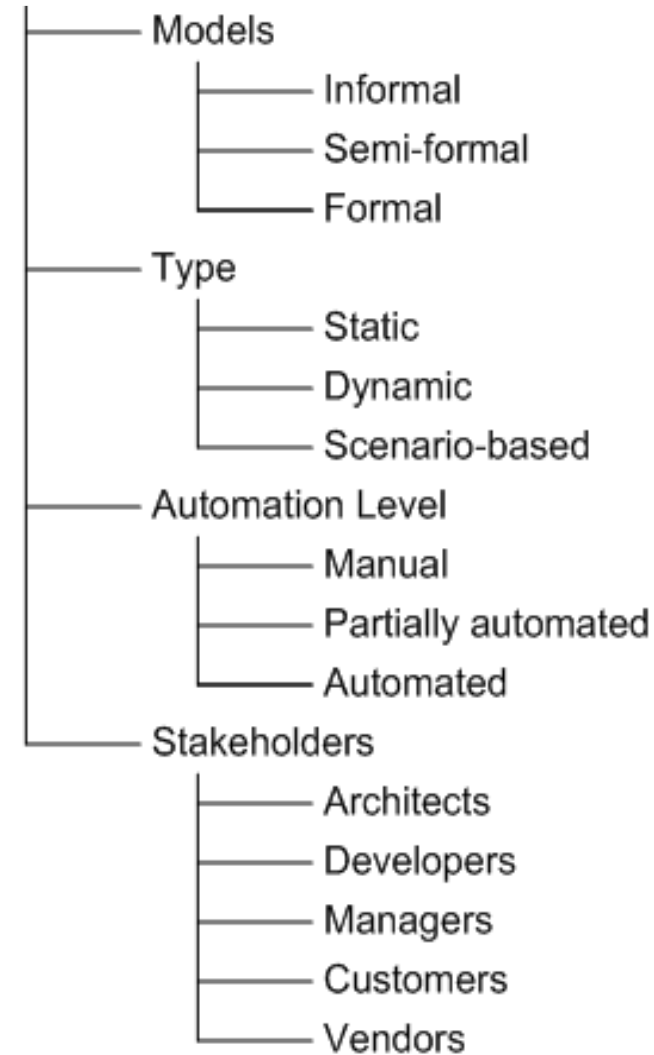 Models
Informal
Semi-formal
Formal
Type
Static
Dynamic
Scenario-based
Automation Level
Manual
Partially automated
Automated
Stakeholders
Architects
Developers
Managers
Customers
Vendors